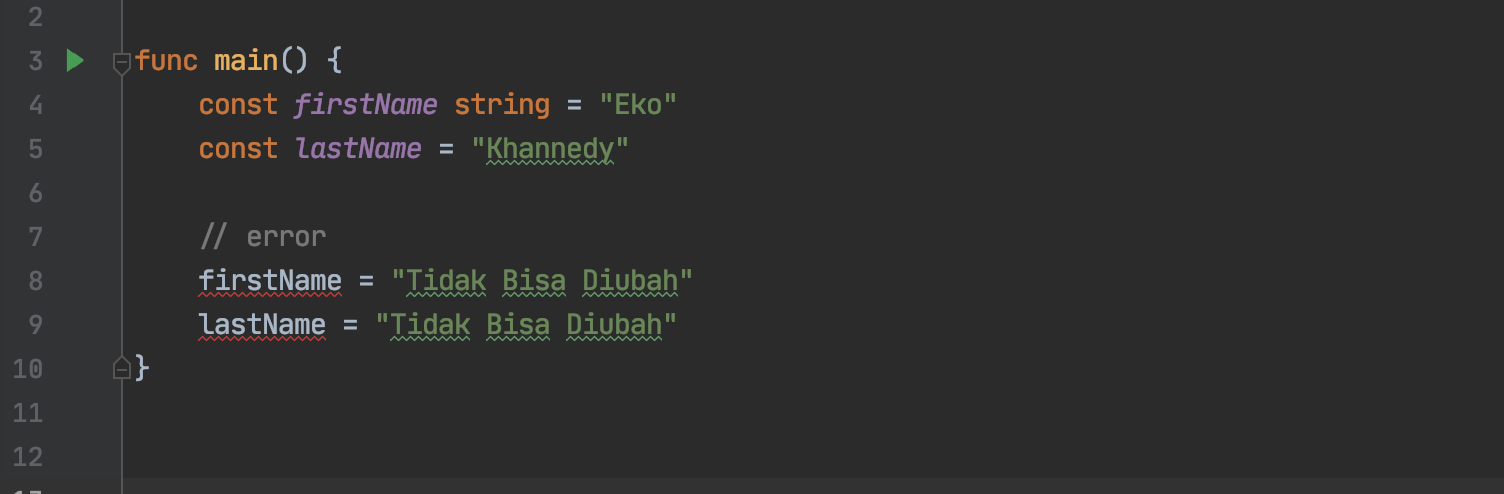 2
3 func main() {
4 const firstName string = "Eko"
5 const lastName = "Khannedy"
6
7 // error
8 firstName = "Tidak Bisa Diubah"
9 lastName = "Tidak Bisa Diubah"
10 }
11
12